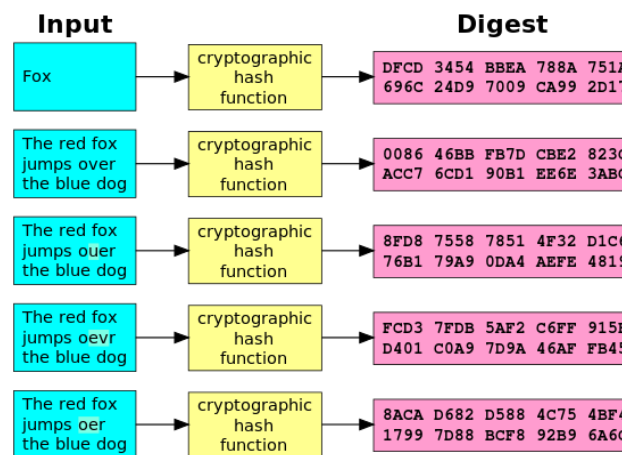 Input
Digest
Fox
cryptographic
hash
function
DFCD 3454 BBEA 788A
696C 24D9 7009 CA99
The red fox
jumps over
the blue dog
cryptographic
hash
function
0086 46BB FB7D CBE2
ACC7 6CD1 90B1 EE6E
The red fox
jumps ouer
the blue dog
cryptographic
hash
function
8FD8 7558 7851 4F32
76B1 79A9 0DA4 AEFE
The red fox
jumps oevr
the blue dog
cryptographic
hash
function
FCD3 7FDB 5AF2 C6FF
D401 C0A9 7D9A 46AF
The red fox
jumps oer
the blue dog
cryptographic
hash
function
8ACA D682 D588 4C75
1799 7D88 BCF8 92B9